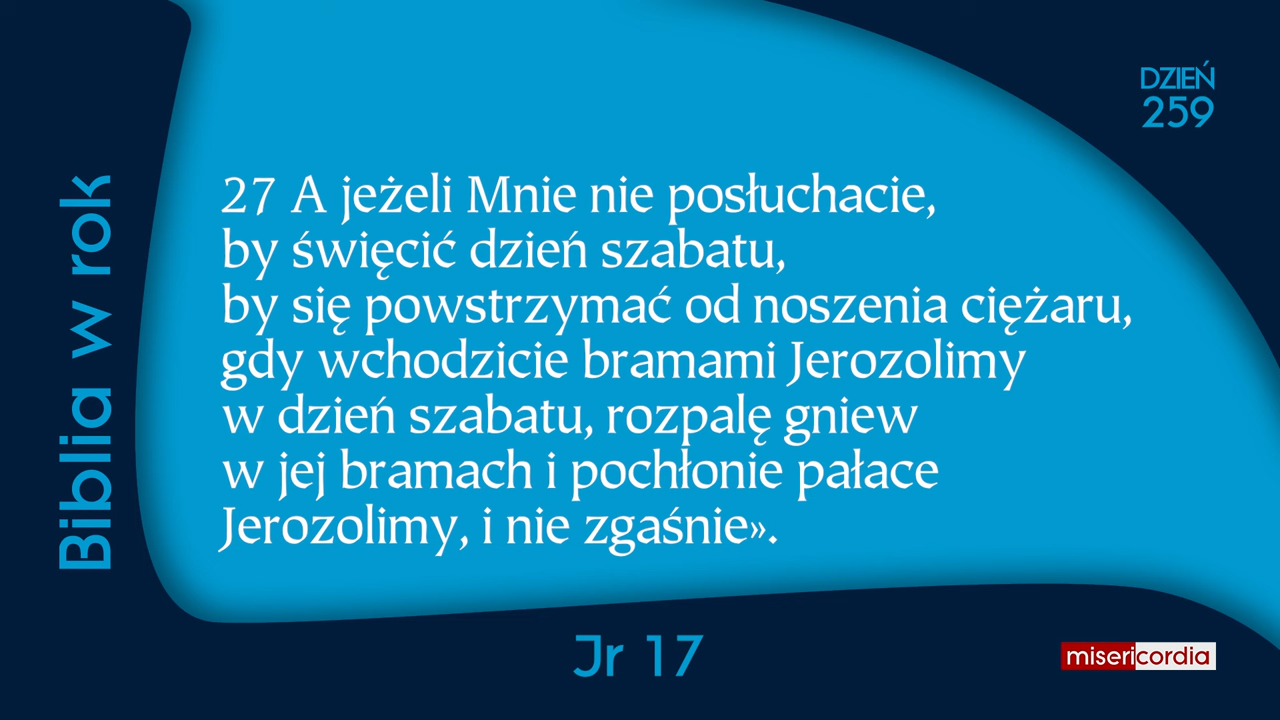 DZIEŃ
259
Biblia w rok
27 A jeżeli Mnie nie posłuchacie,
by święcić dzień szabatu,
by się powstrzymać od noszenia ciężaru,
gdy wchodzicie bramami Jerozolimy
w dzień szabatu, rozpalę gniew
w jej bramach i pochłonie pałace
Jerozolimy, i nie zgaśnie».
Jr 17
misericordia